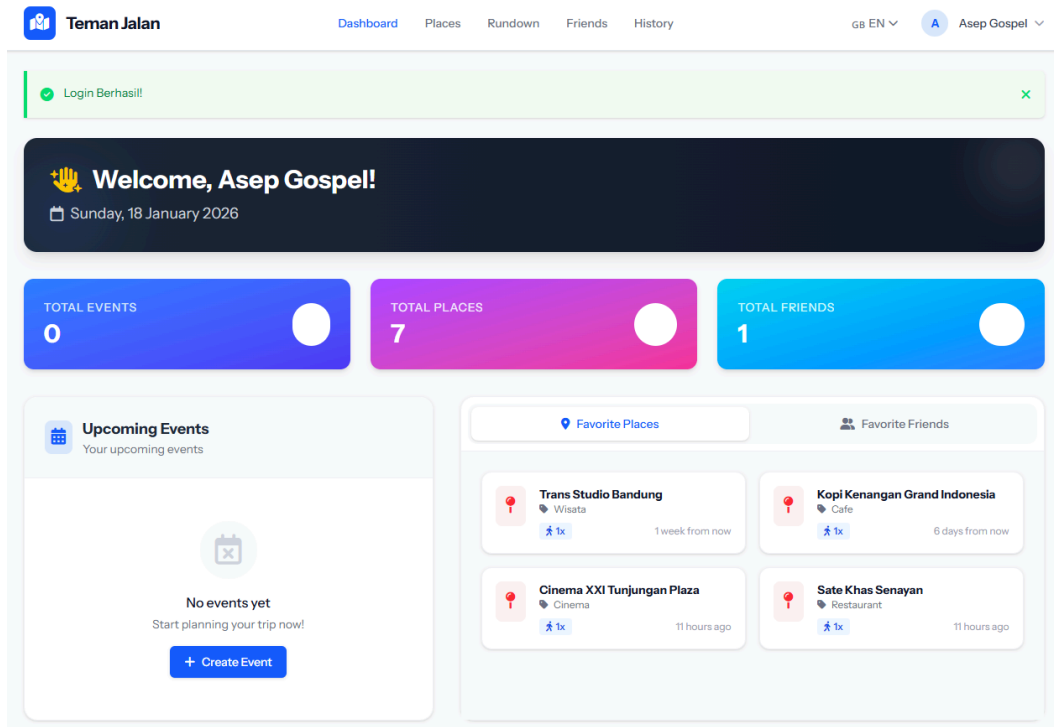 Teman Jalan
Dashboard Places Rundown Friends History
GB EN
A
Asep Gospel
Login Berhasil!
Welcome, Asep Gospel!
Sunday, 18 January 2026
TOTAL EVENTS
0
TOTAL PLACES
7
TOTAL FRIENDS
1
Upcoming Events
Your upcoming events
No events yet
Start planning your trip now!
+ Create Event
Favorite Places
Favorite Friends
Trans Studio Bandung
Wisata
1x
1 week from now
Kopi Kenangan Grand Indonesia
Cafe
1x
6 days from now
Cinema XXI Tunjungan Plaza
Cinema
1x
11 hours ago
Sate Khas Senayan
Restaurant
1x
11 hours ago